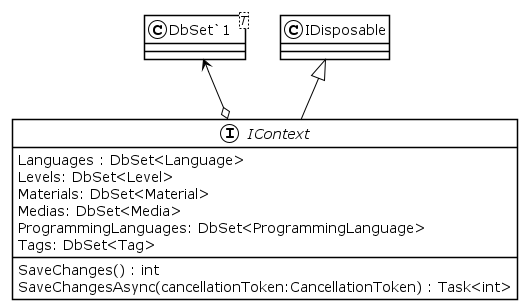 C DbSet`1 T
C IDisposable
I IContext
Languages : DbSet<Language>
Levels: DbSet<Level>
Materials: DbSet<Material>
Medias: DbSet<Media>
ProgrammingLanguages: DbSet<ProgrammingLanguage>
Tags: DbSet<Tag>
SaveChanges() : int
SaveChangesAsync(cancellationToken:CancellationToken) : Task<int>